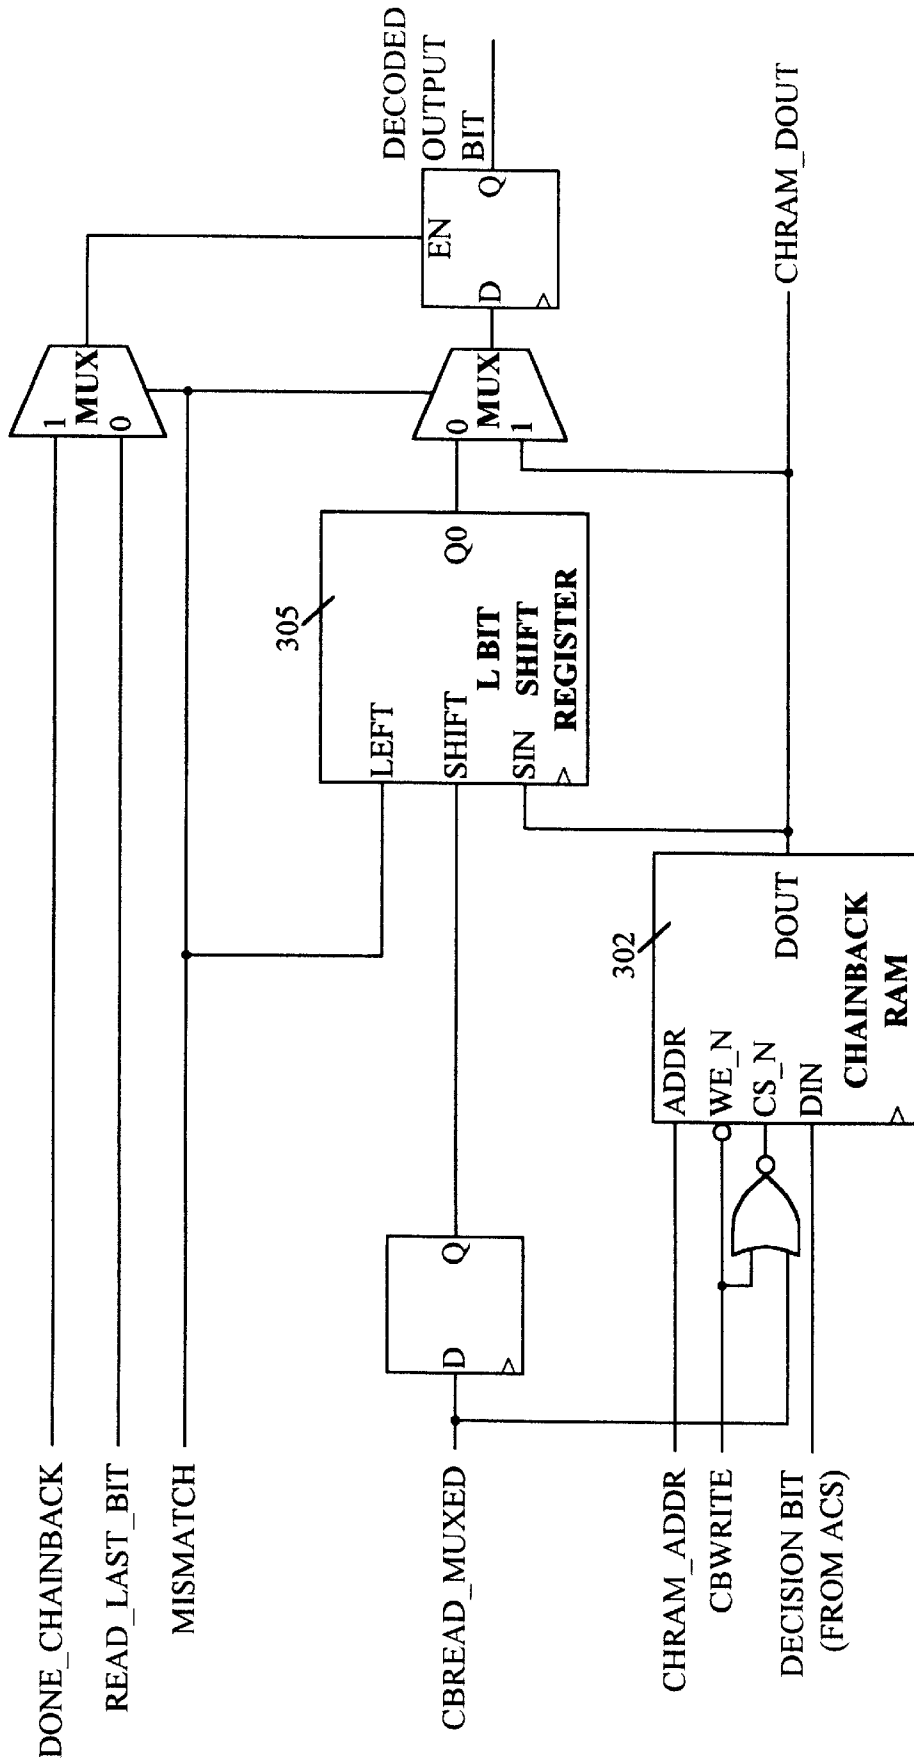 DONE_CHAINBACK
READ_LAST_BIT
MISMATCH
CBREAD_MUXED
CHRAM_ADDR
CBWRITE
DECISION BIT
(FROM ACS)
1
MUX
0
DECODED
OUTPUT
BIT
EN
D
Q
0
MUX
1
305
LEFT
SHIFT
SIN
Q0
L BIT
SHIFT
REGISTER
D
Q
302
ADDR
WE_N
CS_N
DIN
DOUT
CHAINBACK
RAM
CHRAM_DOUT